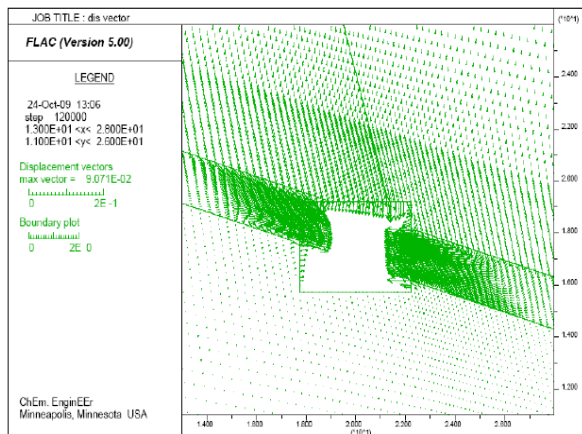 JOB TITLE : dis vector
(*10^1)
FLAC (Version 5.00)
LEGEND
24-Oct-09 13:06
step 120000
1.300E+01 <x< 2.800E+01
1.100E+01 <y< 2.600E+01
Displacement vectors
max vector = 9.071E-02
0 2E -1
Boundary plot
0 2E 0
ChEm. EnginEEr
Minneapolis, Minnesota USA
2.400
2.200
2.000
1.800
1.600
1.400
1.200
1.400 1.600 1.800 2.000 2.200 2.400 2.600
(*10^1)